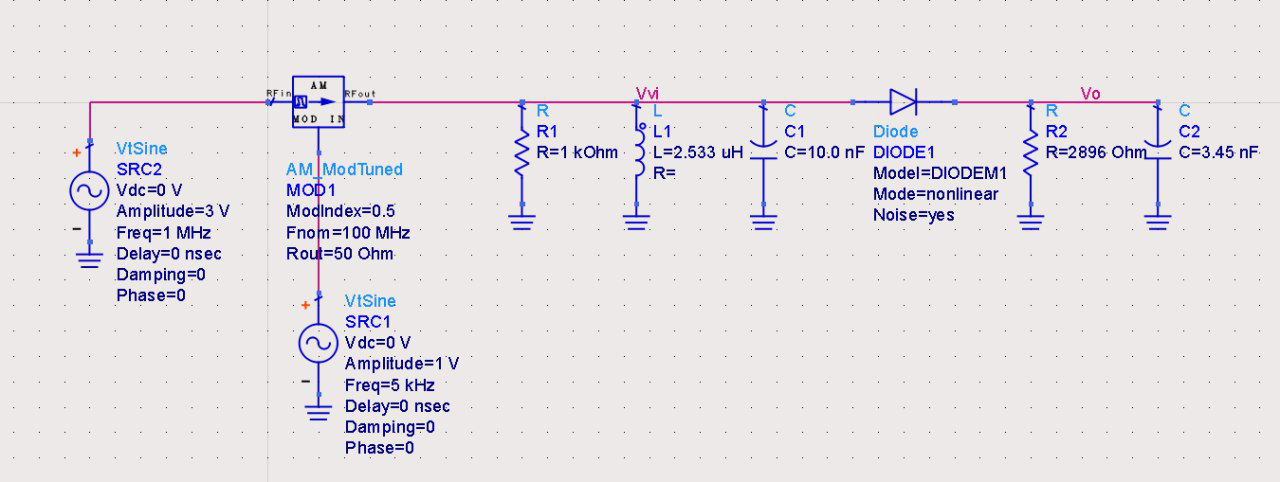 AM
RFin
RFout
MOD IN
VtSine
SRC2
Vdc=0 V
Amplitude=3 V
Freq=1 MHz
Delay=0 nsec
Damping=0
Phase=0
AM_ModTuned
MOD1
ModIndex=0.5
Fnom=100 MHz
Rout=50 Ohm
VtSine
SRC1
Vdc=0 V
Amplitude=1 V
Freq=5 kHz
Delay=0 nsec
Damping=0
Phase=0
R
R1
R=1 kOhm
Vvi
L
L1
L=2.533 uH
R=
C
C1
C=10.0 nF
Diode
DIODE1
Model=DIODEM1
Mode=nonlinear
Noise=yes
R
R2
R=2896 Ohm
Vo
C
C2
C=3.45 nF